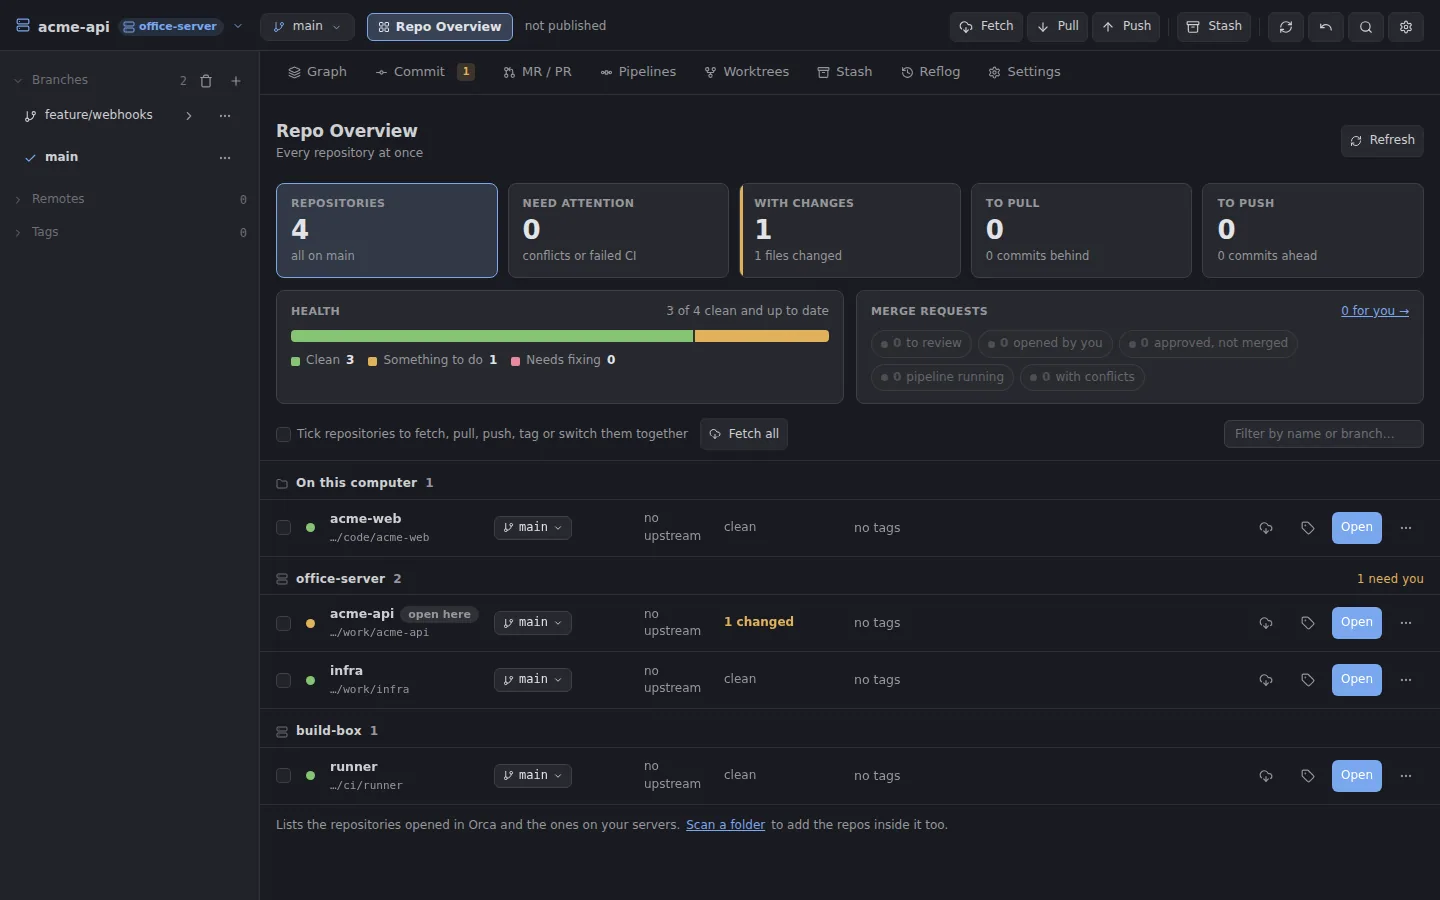 acme-api office-server main Repo Overview not published Fetch Pull Push Stash
Branches 2
feature/webhooks
main
Remotes 0
Tags 0
Graph Commit 1 MR / PR Pipelines Worktrees Stash Reflog Settings
Repo Overview
Every repository at once
Refresh
REPOSITORIES
4
all on main
NEED ATTENTION
0
conflicts or failed CI
WITH CHANGES
1
1 files changed
TO PULL
0
0 commits behind
TO PUSH
0
0 commits ahead
HEALTH 3 of 4 clean and up to date
Clean 3 Something to do 1 Needs fixing 0
MERGE REQUESTS 0 for you →
0 to review 0 opened by you 0 approved, not merged
0 pipeline running 0 with conflicts
Tick repositories to fetch, pull, push, tag or switch them together Fetch all Filter by name or branch…
On this computer 1
acme-web
…/code/acme-web
main
no
upstream
clean
no tags
Open
office-server 2 1 need you
acme-api open here
…/work/acme-api
main
no
upstream
1 changed
no tags
Open
infra
…/work/infra
main
no
upstream
clean
no tags
Open
build-box 1
runner
…/ci/runner
main
no
upstream
clean
no tags
Open
Lists the repositories opened in Orca and the ones on your servers. Scan a folder to add the repos inside it too.